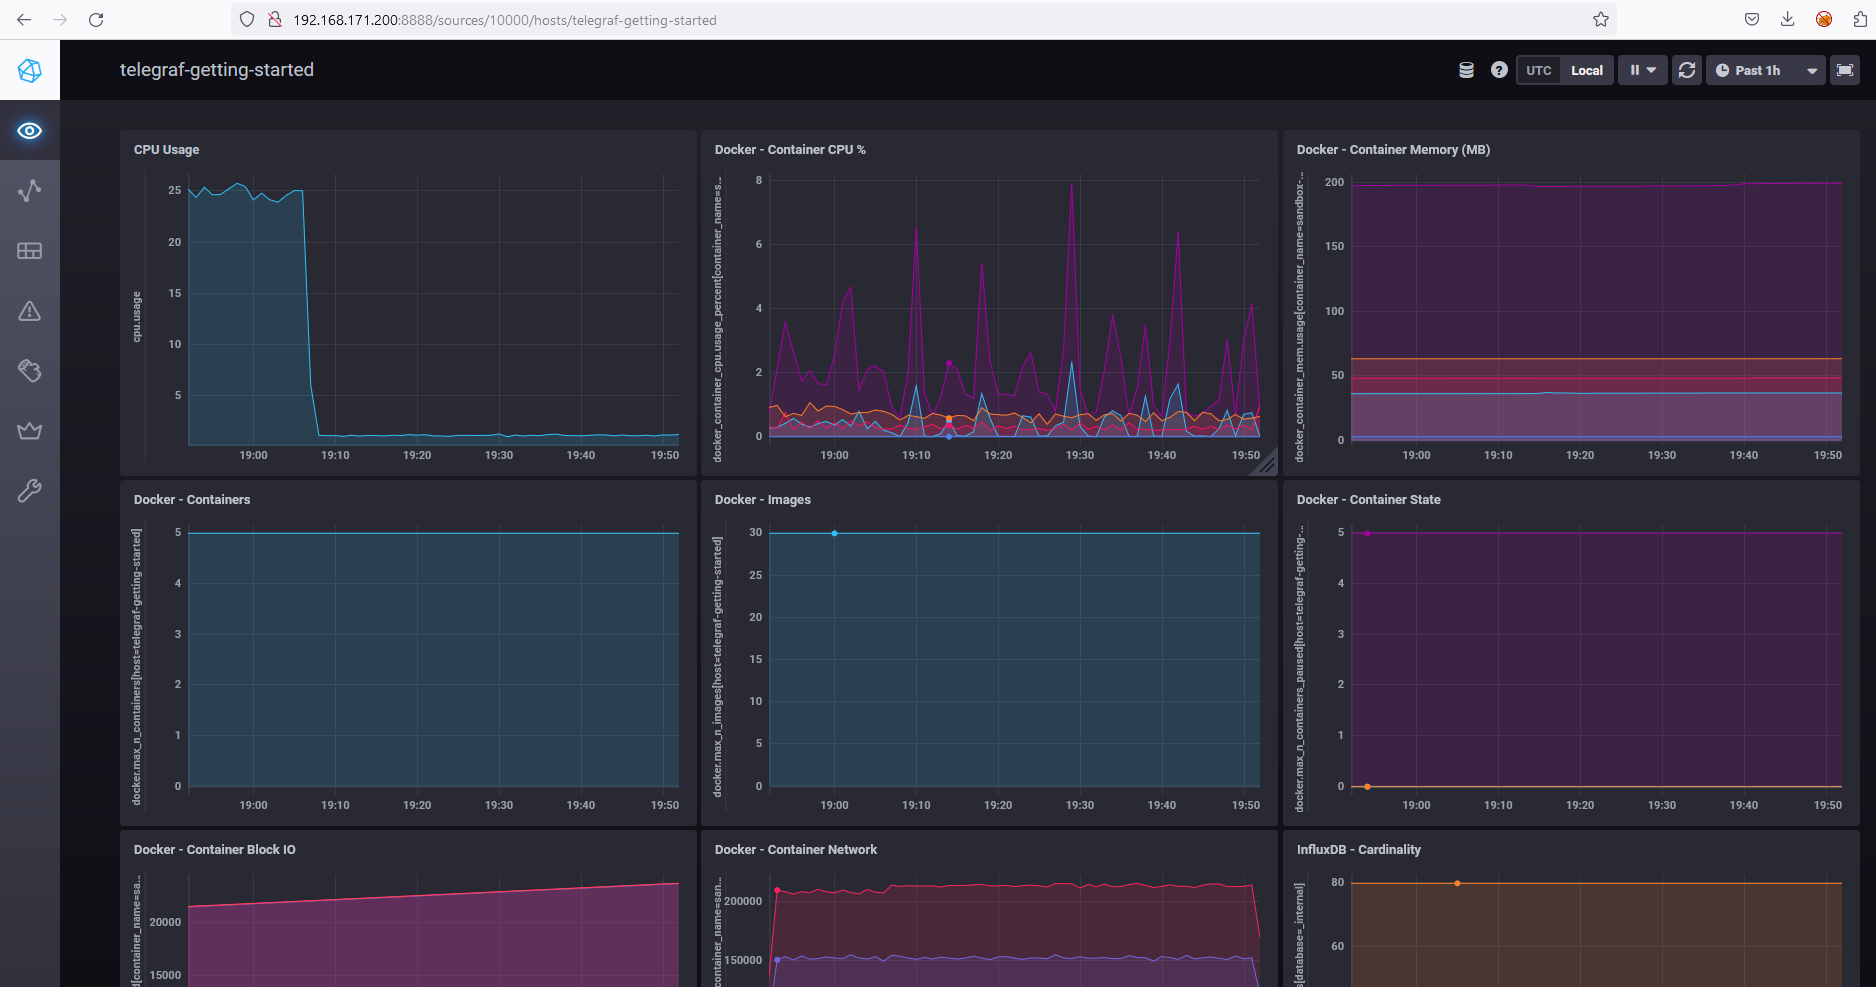 192.168.171.200:8888/sources/10000/hosts/telegraf-getting-started
telegraf-getting-started
UTC Local
Past 1h
CPU Usage
cpu.usage
25
20
15
10
5
19:00 19:10 19:20 19:30 19:40 19:50
Docker - Container CPU %
docker_container_cpu.usage_percent[container_name=s...
8
6
4
2
0
19:00 19:10 19:20 19:30 19:40 19:50
Docker - Container Memory (MB)
docker_container_mem.usage[container_name=sandbox-...
200
150
100
50
0
19:00 19:10 19:20 19:30 19:40 19:50
Docker - Containers
docker.max_n_containers[host=telegraf-getting-started]
5
4
3
2
1
0
19:00 19:10 19:20 19:30 19:40 19:50
Docker - Images
docker.max_n_images[host=telegraf-getting-started]
30
25
20
15
10
5
0
19:00 19:10 19:20 19:30 19:40 19:50
Docker - Container State
docker.max_n_containers_paused[host=telegraf-getting-...
5
4
3
2
1
0
19:00 19:10 19:20 19:30 19:40 19:50
Docker - Container Block IO
[container_name=sa...
20000
15000
Docker - Container Network
container_name=san...
200000
150000
InfluxDB - Cardinality
[database=_internal]
80
60